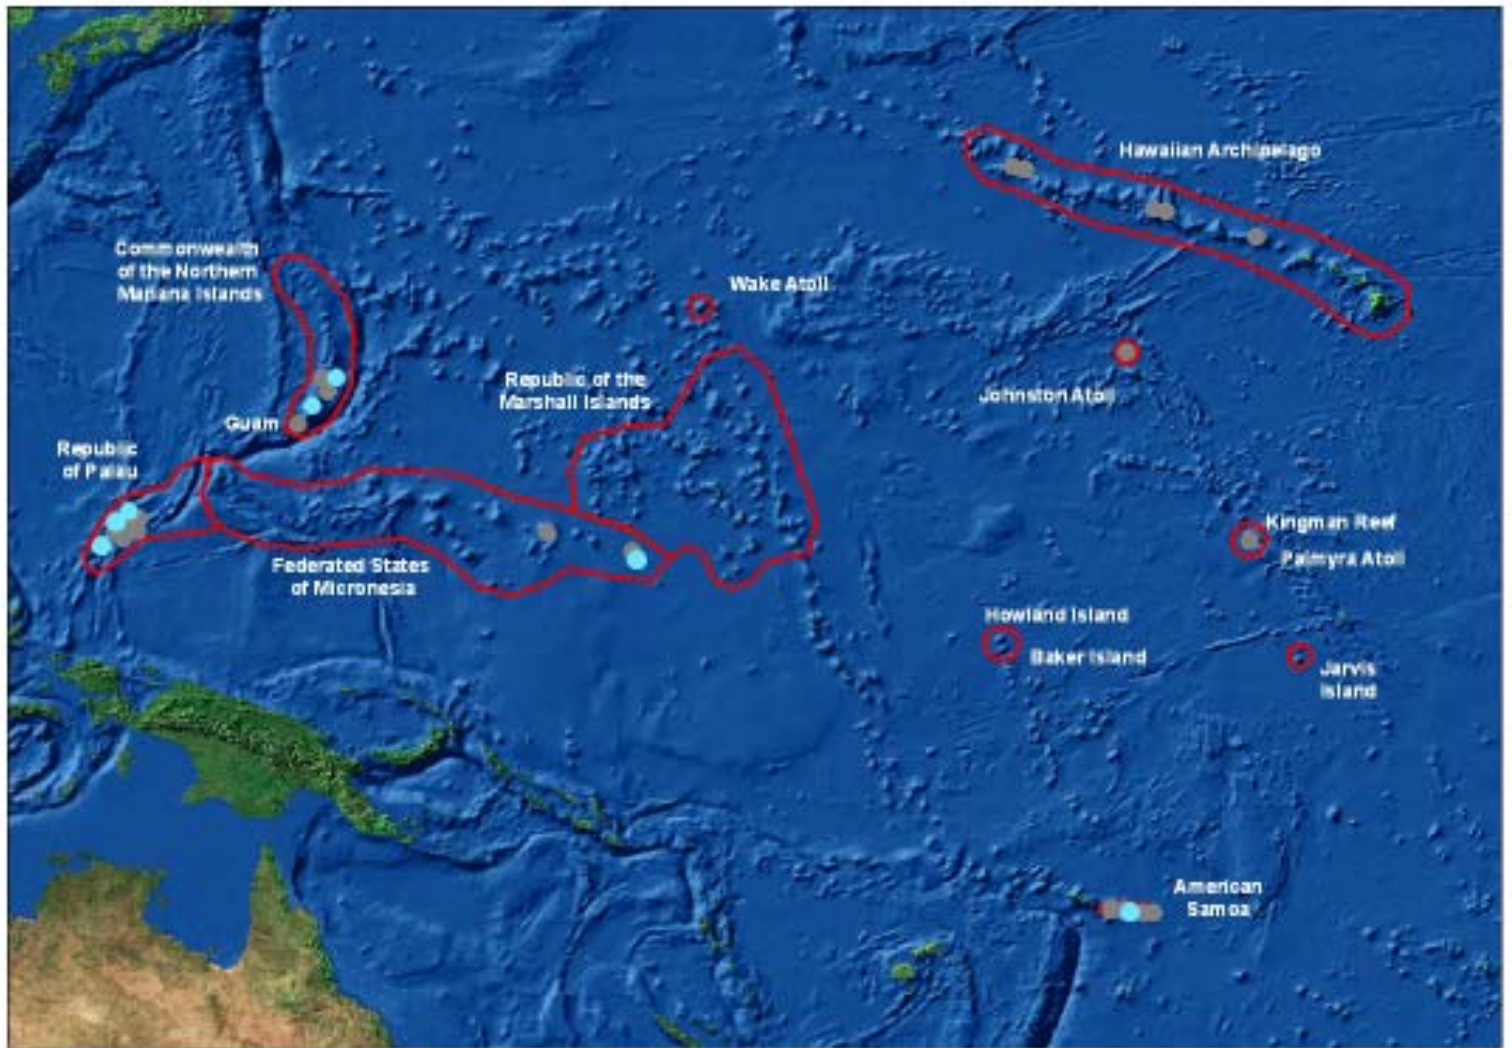 Hawaiian Archipelago
Commonwealth
of the Northern
Mariana Islands
Wake Atoll
Republic of the
Marshall Islands
Johnston Atoll
Guam
Republic
of Palau
Kingman Reef
Palmyra Atoll
Federated States
of Micronesia
Howland Island
Baker Island
Jarvis
Island
American
Samoa